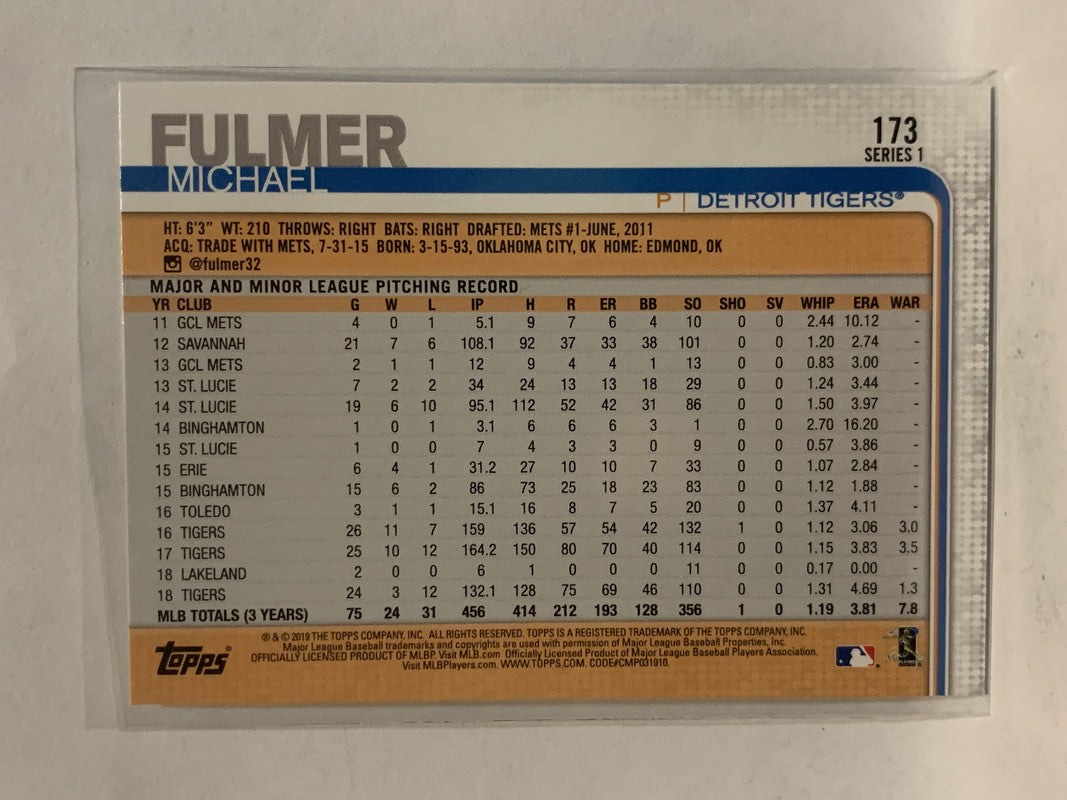 FULMER
MICHAEL
173
SERIES 1
P | DETROIT TIGERS®
HT: 6'3" WT: 210 THROWS: RIGHT BATS: RIGHT DRAFTED: METS #1-JUNE, 2011
ACQ: TRADE WITH METS, 7-31-15 BORN: 3-15-93, OKLAHOMA CITY, OK HOME: EDMOND, OK
@fulmer32
MAJOR AND MINOR LEAGUE PITCHING RECORD
YR CLUB G W L IP H R ER BB SO SHO SV WHIP ERA WAR
11 GCL METS 4 0 1 5.1 9 7 6 4 10 0 0 2.44 10.12 -
12 SAVANNAH 21 7 6 108.1 92 37 33 38 101 0 0 1.20 2.74 -
13 GCL METS 2 1 1 12 9 4 4 1 13 0 0 0.83 3.00 -
13 ST. LUCIE 7 2 2 34 24 13 13 18 29 0 0 1.24 3.44 -
14 ST. LUCIE 19 6 10 95.1 112 52 42 31 86 0 0 1.50 3.97 -
14 BINGHAMTON 1 0 1 3.1 6 6 6 3 1 0 0 2.70 16.20 -
15 ST. LUCIE 1 0 0 7 4 3 3 0 9 0 0 0.57 3.86 -
15 ERIE 6 4 1 31.2 27 10 10 7 33 0 0 1.07 2.84 -
15 BINGHAMTON 15 6 2 86 73 25 18 23 83 0 0 1.12 1.88 -
16 TOLEDO 3 1 1 15.1 16 8 7 5 20 0 0 1.37 4.11 -
16 TIGERS 26 11 7 159 136 57 54 42 132 1 0 1.12 3.06 3.0
17 TIGERS 25 10 12 164.2 150 80 70 40 114 0 0 1.15 3.83 3.5
18 LAKELAND 2 0 0 6 1 0 0 0 11 0 0 0.17 0.00 -
18 TIGERS 24 3 12 132.1 128 75 69 46 110 0 0 1.31 4.69 1.3
MLB TOTALS (3 YEARS) 75 24 31 456 414 212 193 128 356 1 0 1.19 3.81 7.8
Topps®
® & © 2019 THE TOPPS COMPANY, INC. ALL RIGHTS RESERVED. TOPPS IS A REGISTERED TRADEMARK OF THE TOPPS COMPANY, INC.
Major League Baseball trademarks and copyrights are used with permission of Major League Baseball Properties, Inc.
OFFICIALLY LICENSED PRODUCT OF MLBP. Visit MLB.com. Officially Licensed Product of Major League Baseball Players Association.
Visit MLBPlayers.com. WWW.TOPPS.COM. CODE#CMP031910.